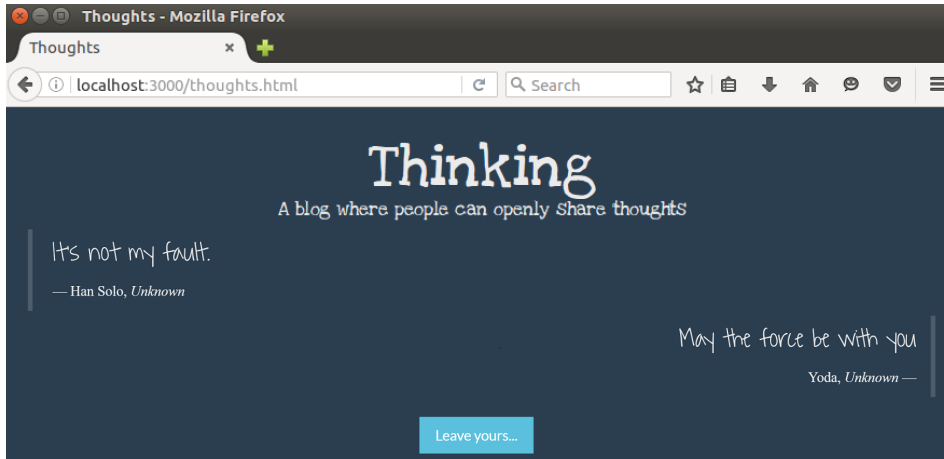 Thoughts - Mozilla Firefox
Thoughts
localhost:3000/thoughts.html
Search
Thinking
A blog where people can openly share thoughts
It's not my fault.
— Han Solo, Unknown
May the force be with you
Yoda, Unknown —
Leave yours...